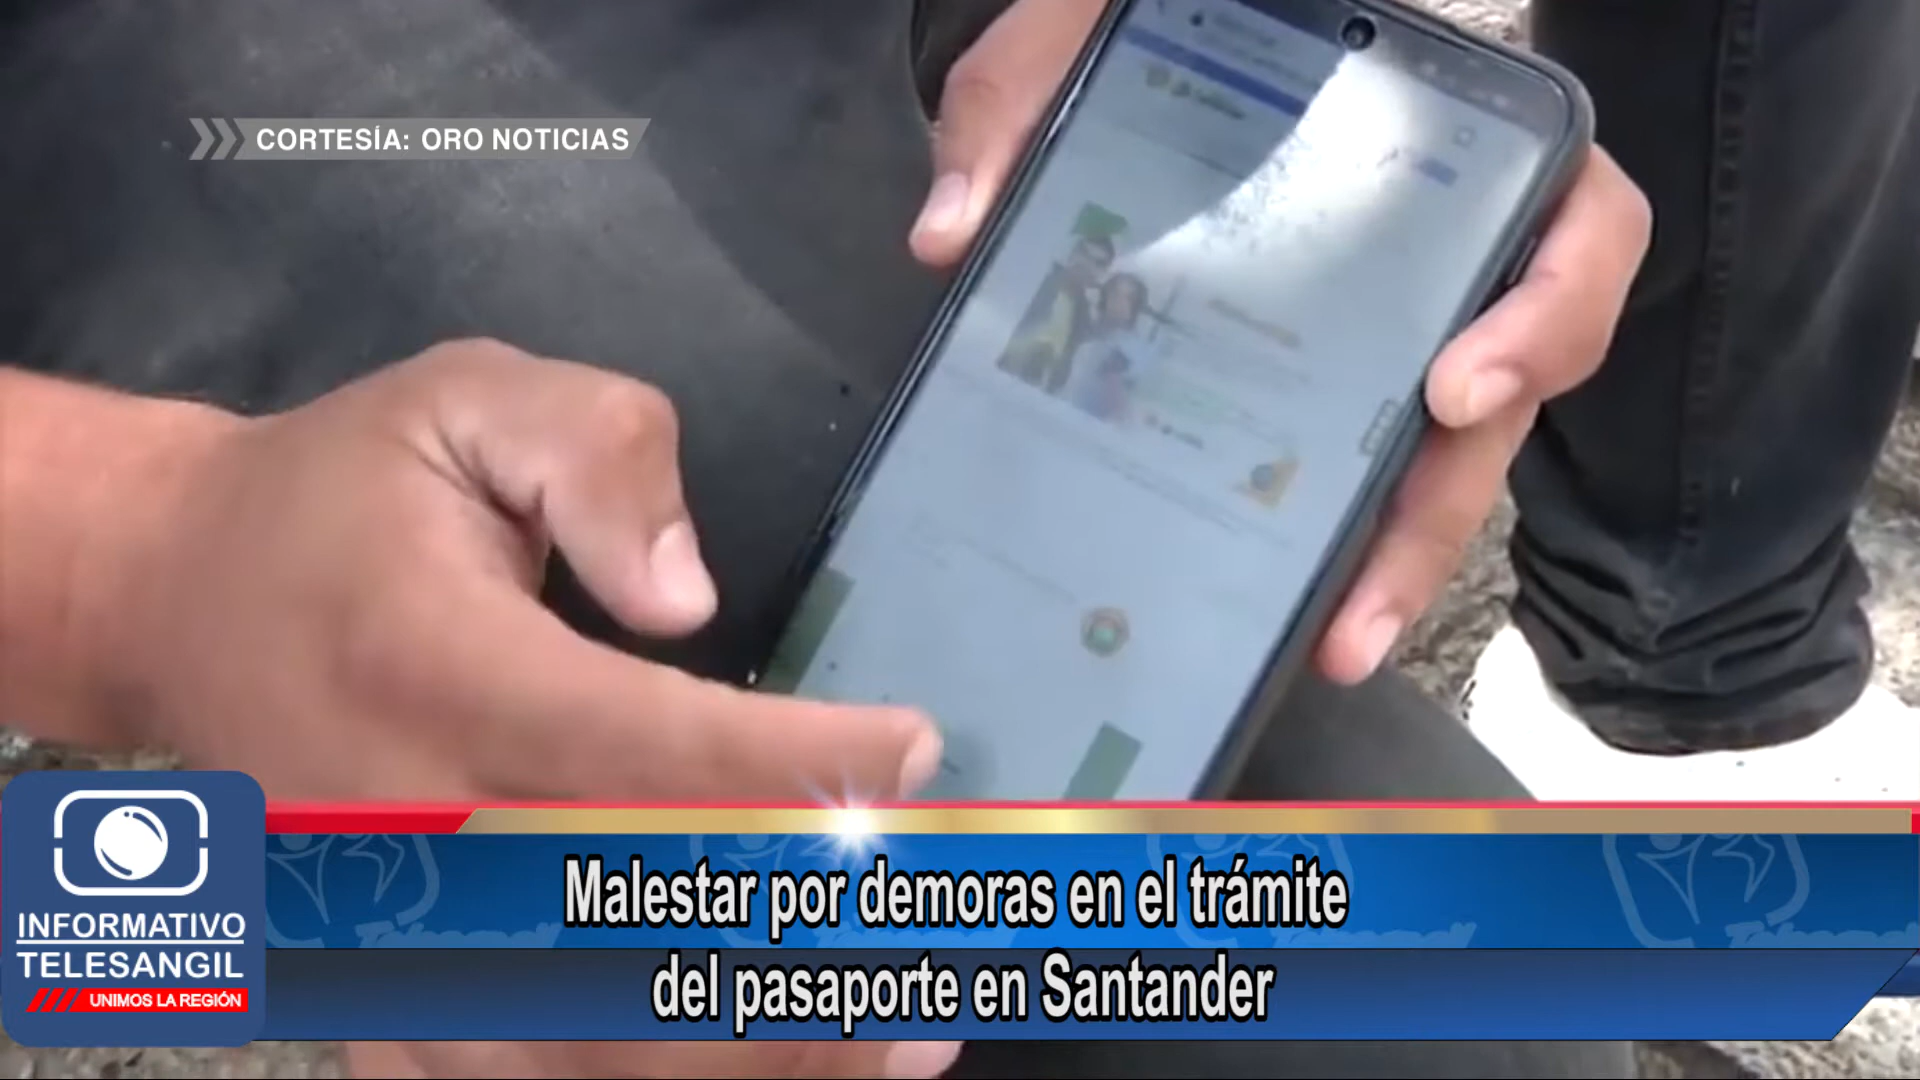 CORTESÍA: ORO NOTICIAS
Malestar por demoras en el trámite
del pasaporte en Santander
INFORMATIVO
TELESANGIL
UNIMOS LA REGIÓN